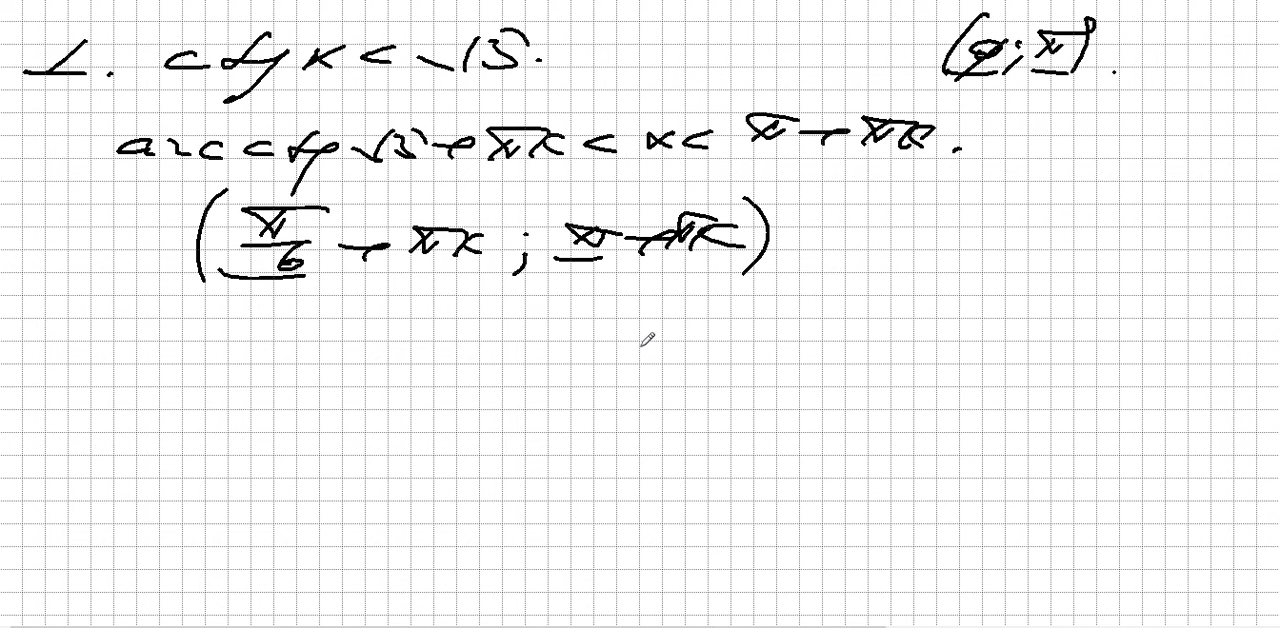 1. ctg x < √3. (0; π).
arcctg √3 + πk < x < π + πk.
(π/6 + πk; π + πk)